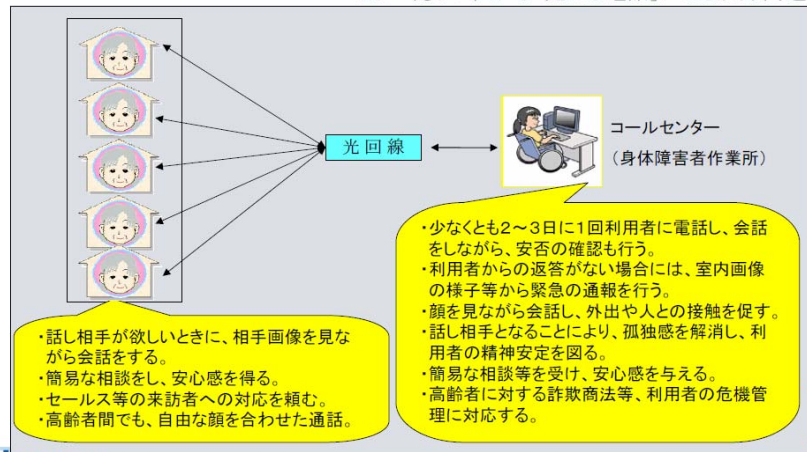 光回線
コールセンター
（身体障害者作業所）
・話し相手が欲しいときに、相手画像を見な
がら会話をする。
・簡易な相談をし、安心感を得る。
・セールス等の来訪者への対応を頼む。
・高齢者間でも、自由な顔を合わせた通話。
・少なくとも２～３日に１回利用者に電話し、会話
をしながら、安否の確認も行う。
・利用者からの返答がない場合には、室内画像
の様子等から緊急の通報を行う。
・顔を見ながら会話し、外出や人との接触を促す。
・話し相手となることにより、孤独感を解消し、利
用者の精神安定を図る。
・簡易な相談等を受け、安心感を与える。
・高齢者に対する詐欺商法等、利用者の危機管
理に対応する。